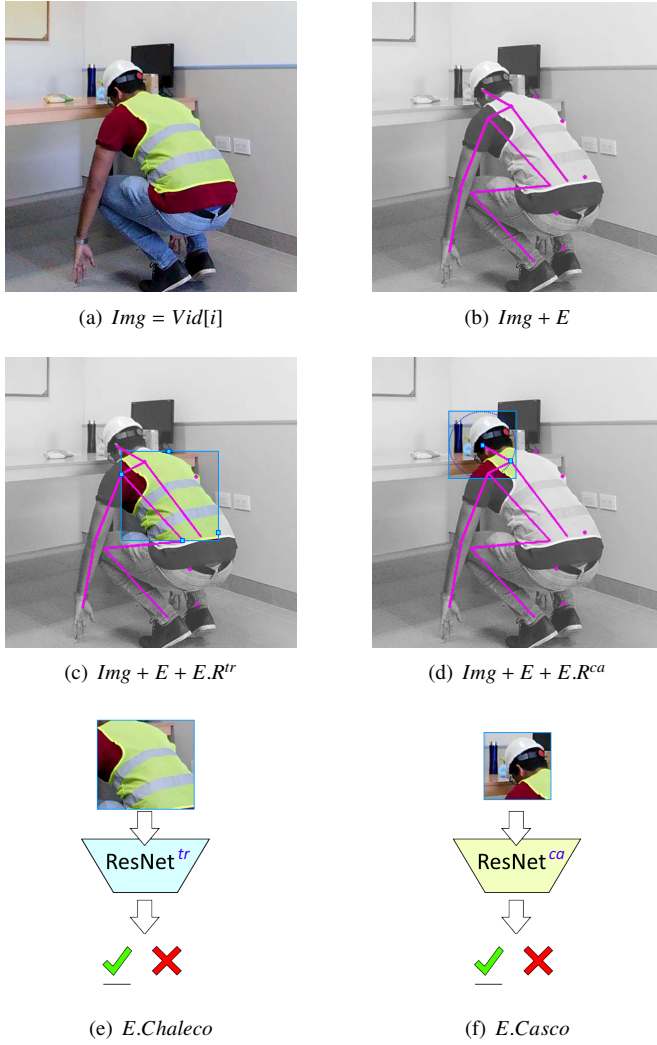 (a) Img = Vid[i]
(b) Img + E
(c) Img + E + E.R^tr
(d) Img + E + E.R^ca
ResNet^tr
ResNet^ca
(e) E.Chaleco
(f) E.Casco